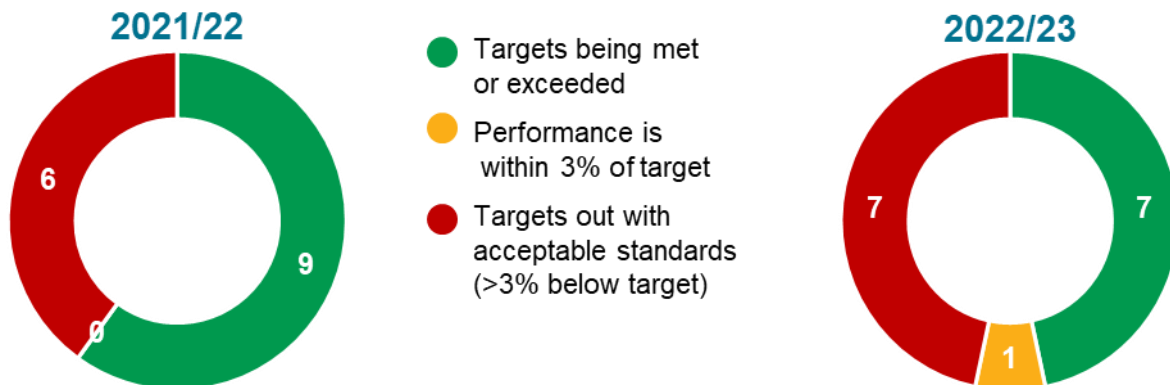 2021/22
6
0
9
Targets being met
or exceeded
Performance is
within 3% of target
Targets out with
acceptable standards
(>3% below target)
2022/23
7
7
1